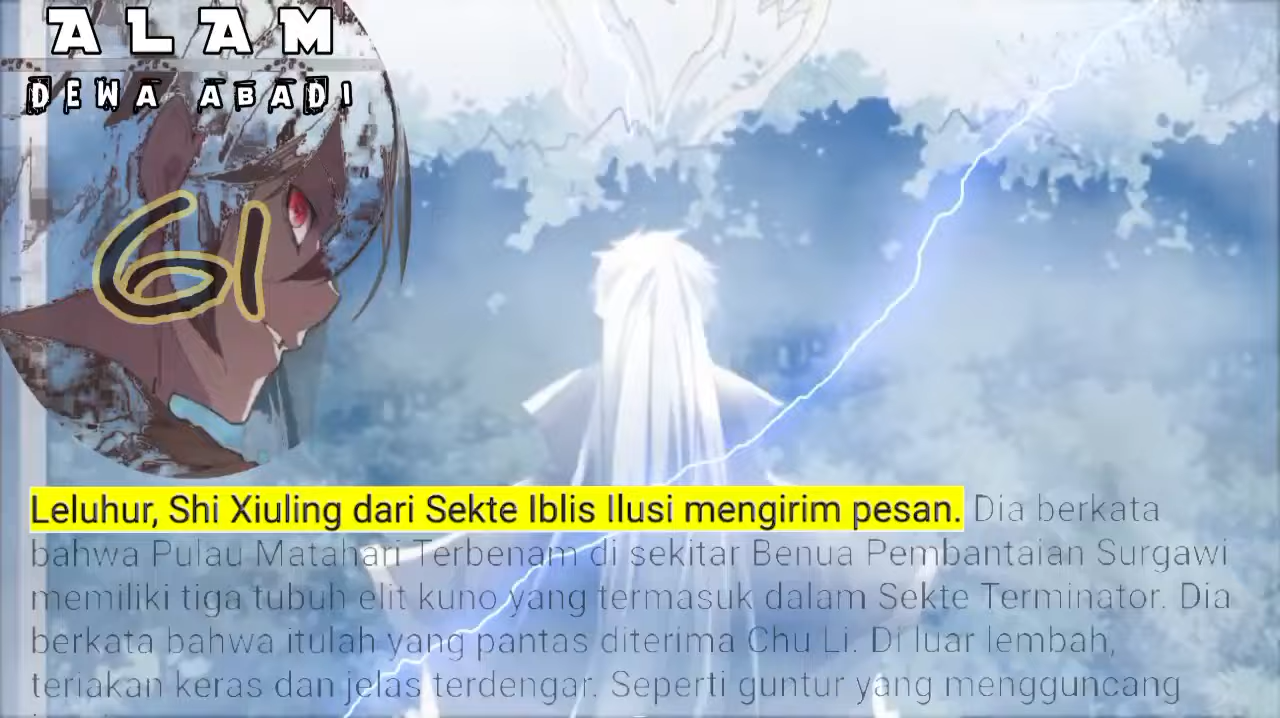 ALAM
DEWA ABADI
61
Leluhur, Shi Xiuling dari Sekte Iblis Ilusi mengirim pesan. Dia berkata
bahwa Pulau Matahari Terbenam di sekitar Benua Pembantaian Surgawi
memiliki tiga tubuh elit kuno yang termasuk dalam Sekte Terminator. Dia
berkata bahwa itulah yang pantas diterima Chu Li. Di luar lembah,
teriakan keras dan jelas terdengar. Seperti guntur yang mengguncang